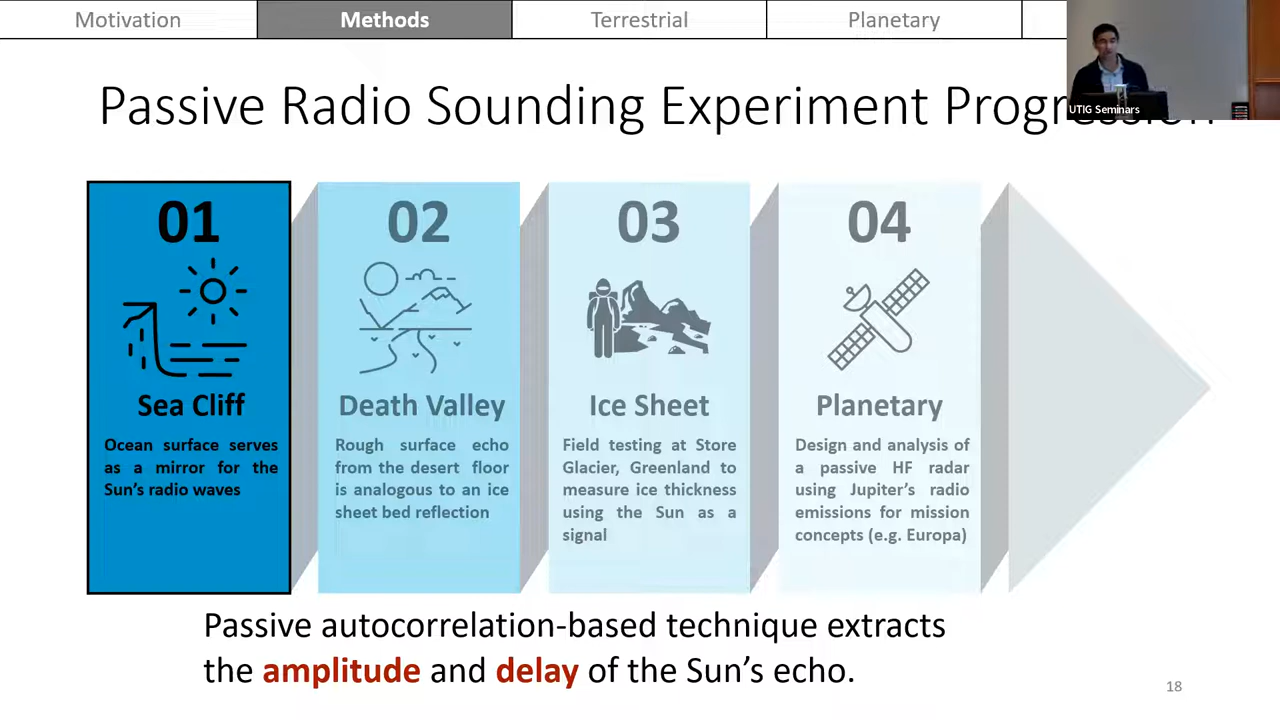 Motivation
Methods
Terrestrial
Planetary
Passive Radio Sounding Experiment Progression
UTIG Seminars
01
Sea Cliff
Ocean surface serves
as a mirror for the
Sun's radio waves
02
Death Valley
Rough surface echo
from the desert floor
is analogous to an ice
sheet bed reflection
03
Ice Sheet
Field testing at Store
Glacier, Greenland to
measure ice thickness
using the Sun as a
signal
04
Planetary
Design and analysis of
a passive HF radar
using Jupiter's radio
emissions for mission
concepts (e.g. Europa)
Passive autocorrelation-based technique extracts
the amplitude and delay of the Sun's echo.
18